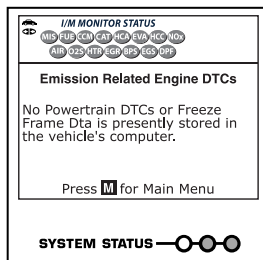 I/M MONITOR STATUS
MIS FUE CCM CAT HCA EVA HCC NOx
AIR O2S HTR EGR BPS EGS DPF
Emission Related Engine DTCs
No Powertrain DTCs or Freeze
Frame Dta is presently stored in
the vehicle's computer.
Press M for Main Menu
SYSTEM STATUS